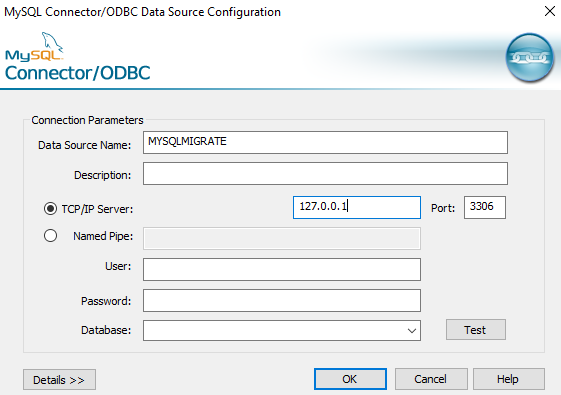 MySQL Connector/ODBC Data Source Configuration
MySQL
Connector/ODBC
Connection Parameters
Data Source Name: MYSQLMIGRATE
Description:
TCP/IP Server: 127.0.0.1 Port: 3306
Named Pipe:
User:
Password:
Database: Test
Details >> OK Cancel Help